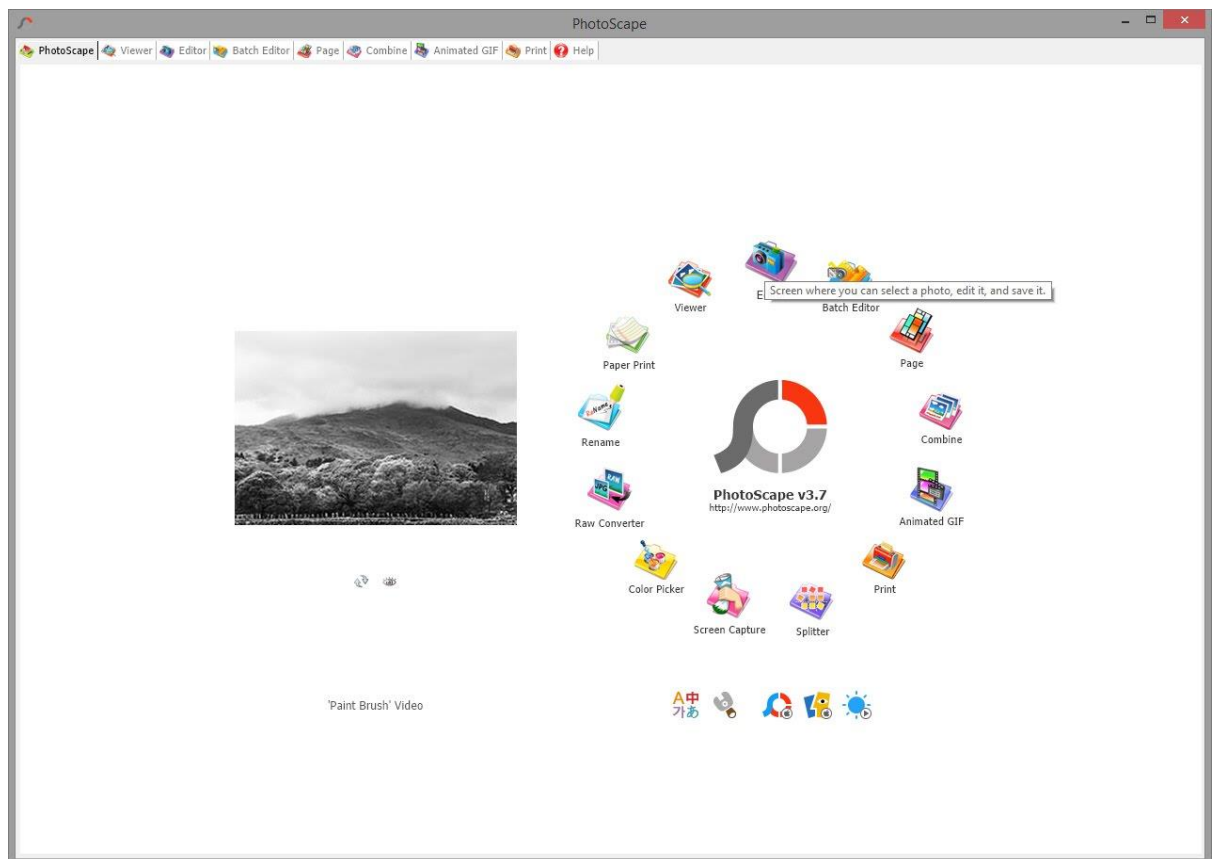 PhotoScape
PhotoScape Viewer Editor Batch Editor Page Combine Animated GIF Print Help
Screen where you can select a photo, edit it, and save it.
Viewer
E
Batch Editor
Paper Print
Page
Rename
Combine
Raw Converter
PhotoScape v3.7
http://www.photoscape.org/
Animated GIF
Color Picker
Print
Screen Capture
Splitter
'Paint Brush' Video
A中
가あ